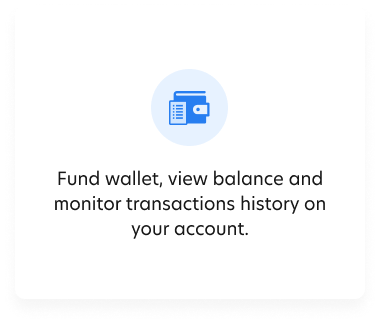 Fund wallet, view balance and
monitor transactions history on
your account.